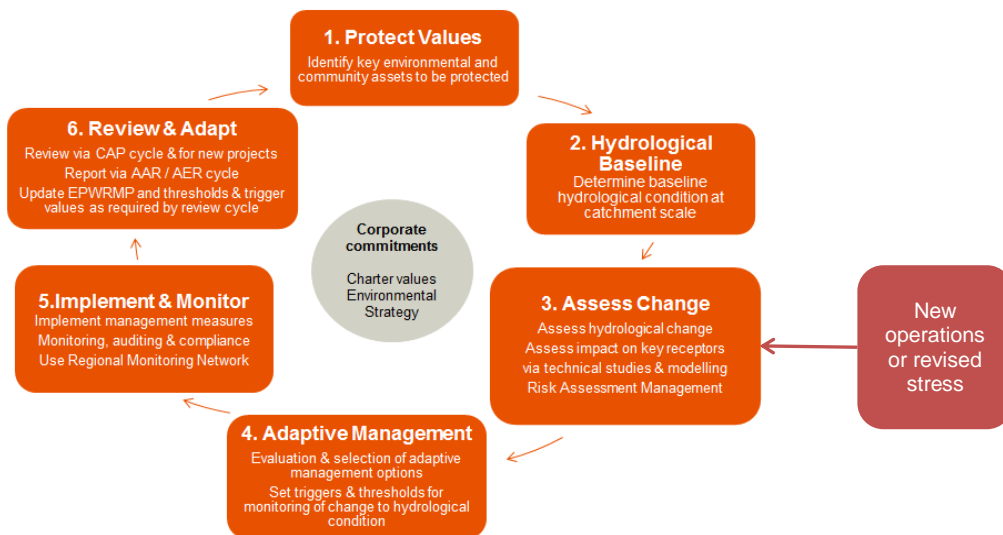 1. Protect Values
Identify key environmental and
community assets to be protected
2. Hydrological
Baseline
Determine baseline
hydrological condition at
catchment scale
3. Assess Change
Assess hydrological change
Assess impact on key receptors
via technical studies & modelling
Risk Assessment Management
New
operations
or revised
stress
4. Adaptive Management
Evaluation & selection of adaptive
management options
Set triggers & thresholds for
monitoring of change to hydrological
condition
5.Implement & Monitor
Implement management measures
Monitoring, auditing & compliance
Use Regional Monitoring Network
6. Review & Adapt
Review via CAP cycle & for new projects
Report via AAR / AER cycle
Update EPWRMP and thresholds & trigger
values as required by review cycle
Corporate
commitments
Charter values
Environmental
Strategy